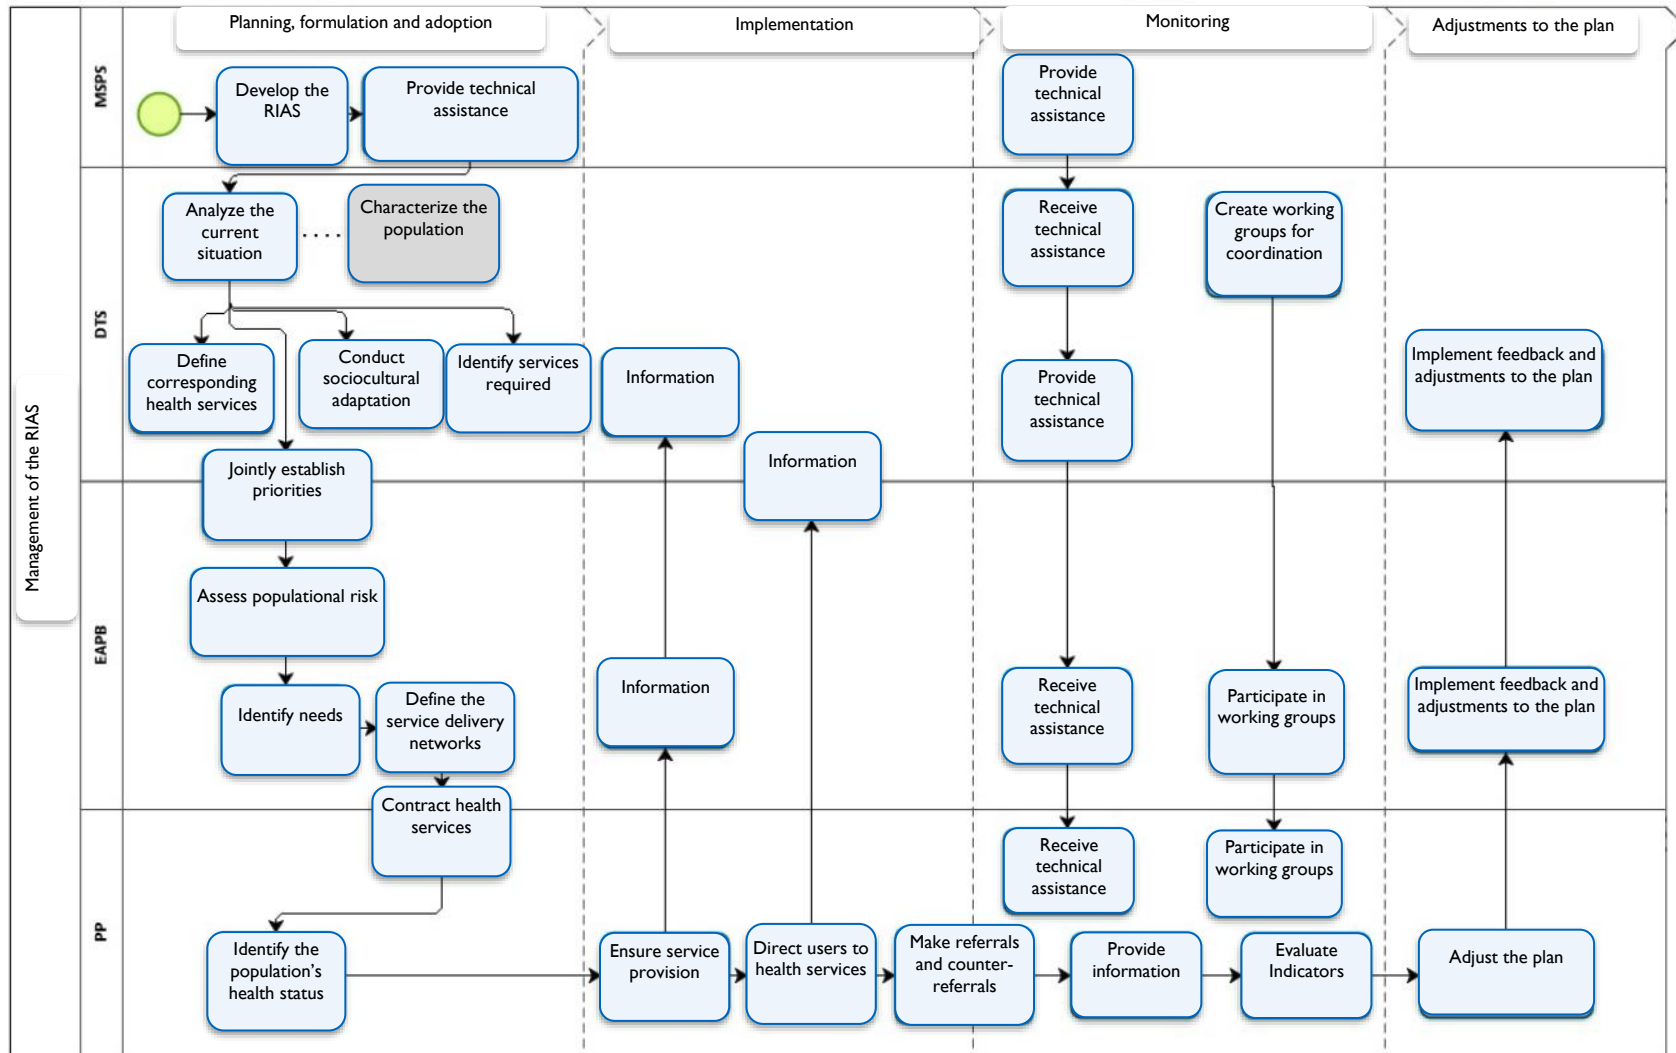 Planning, formulation and adoption
Implementation
Monitoring
Adjustments to the plan
Management of the RIAS
MSPS
Develop the
RIAS
Provide technical
assistance
Provide
technical
assistance
DTS
Analyze the
current
situation
Characterize the
population
Receive
technical
assistance
Create working
groups for
coordination
Define
corresponding
health services
Conduct
sociocultural
adaptation
Identify services
required
Information
Provide
technical
assistance
Implement feedback and
adjustments to the plan
Jointly establish
priorities
Information
EAPB
Assess populational risk
Identify needs
Define the
service delivery
networks
Information
Receive
technical
assistance
Participate in
working groups
Implement feedback and
adjustments to the plan
Contract health
services
PP
Receive
technical
assistance
Participate in
working groups
Identify the
population's
health status
Ensure service
provision
Direct users to
health services
Make referrals
and counter-
referrals
Provide
information
Evaluate
Indicators
Adjust the plan